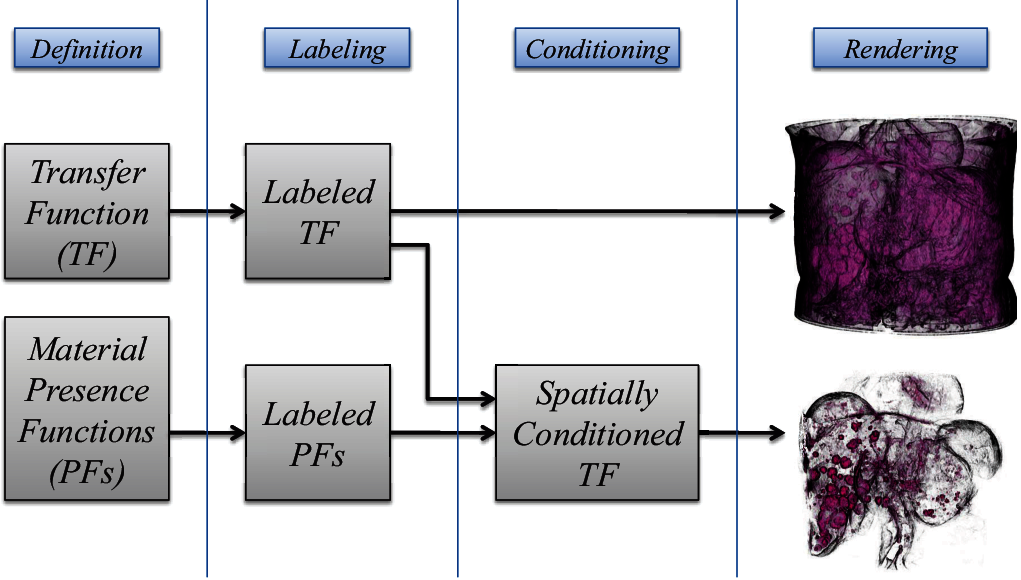 Definition
Labeling
Conditioning
Rendering
Transfer
Function
(TF)
Labeled
TF
Material
Presence
Functions
(PFs)
Labeled
PFs
Spatially
Conditioned
TF